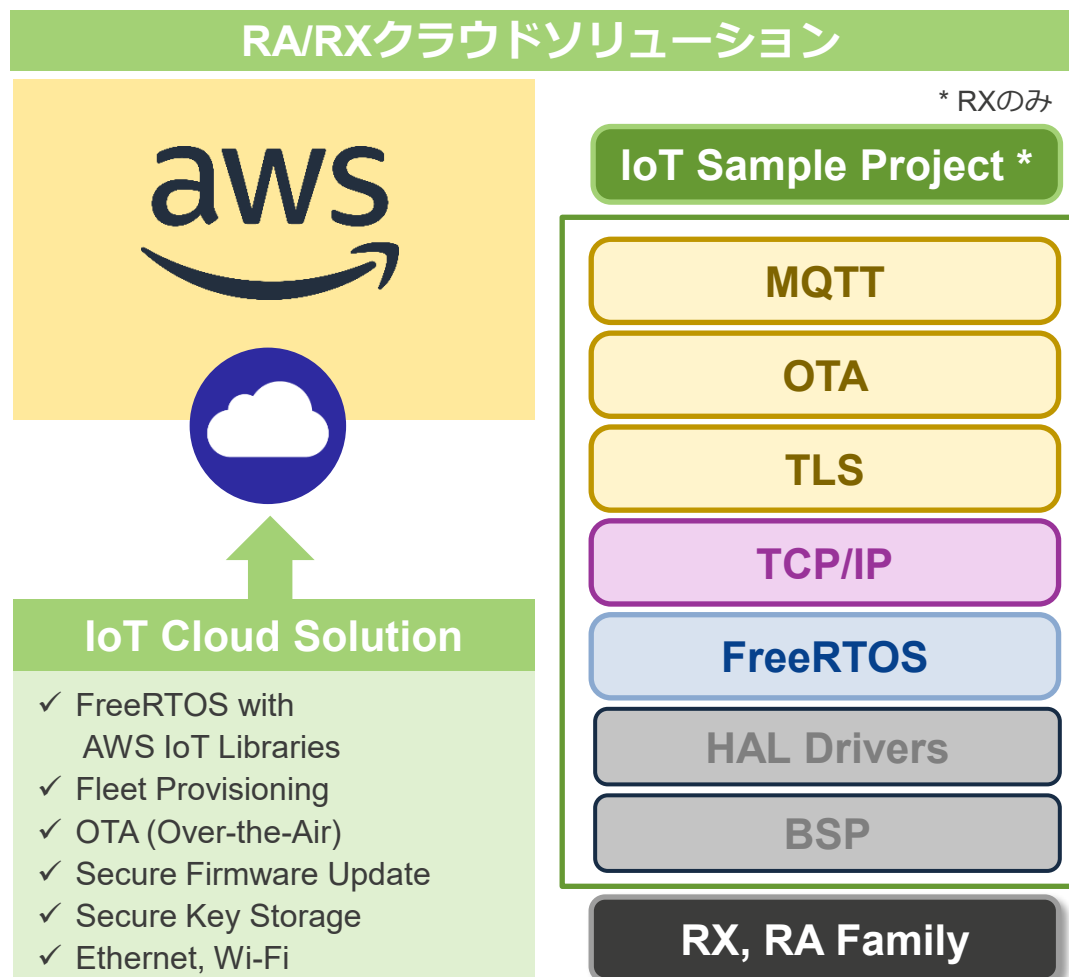 RA/RXクラウドソリューション
aws
IoT Cloud Solution
✓ FreeRTOS with
AWS IoT Libraries
✓ Fleet Provisioning
✓ OTA (Over-the-Air)
✓ Secure Firmware Update
✓ Secure Key Storage
✓ Ethernet, Wi-Fi
* RXのみ
IoT Sample Project *
MQTT
OTA
TLS
TCP/IP
FreeRTOS
HAL Drivers
BSP
RX, RA Family